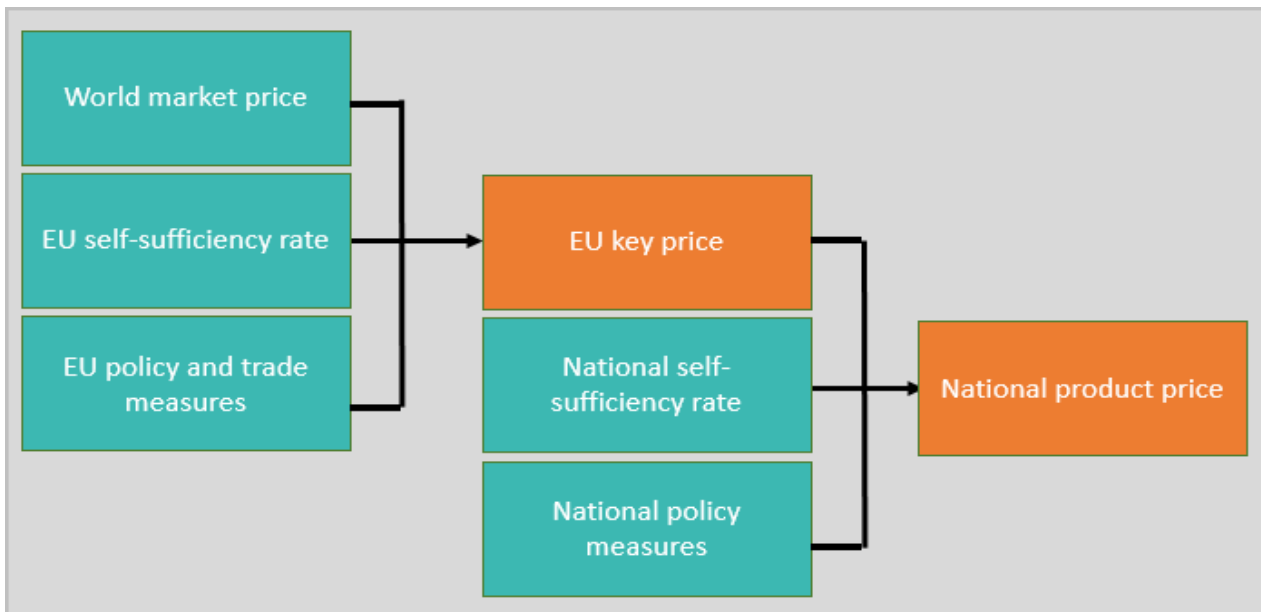 World market price
EU self-sufficiency rate
EU policy and trade
measures
EU key price
National self-
sufficiency rate
National policy
measures
National product price